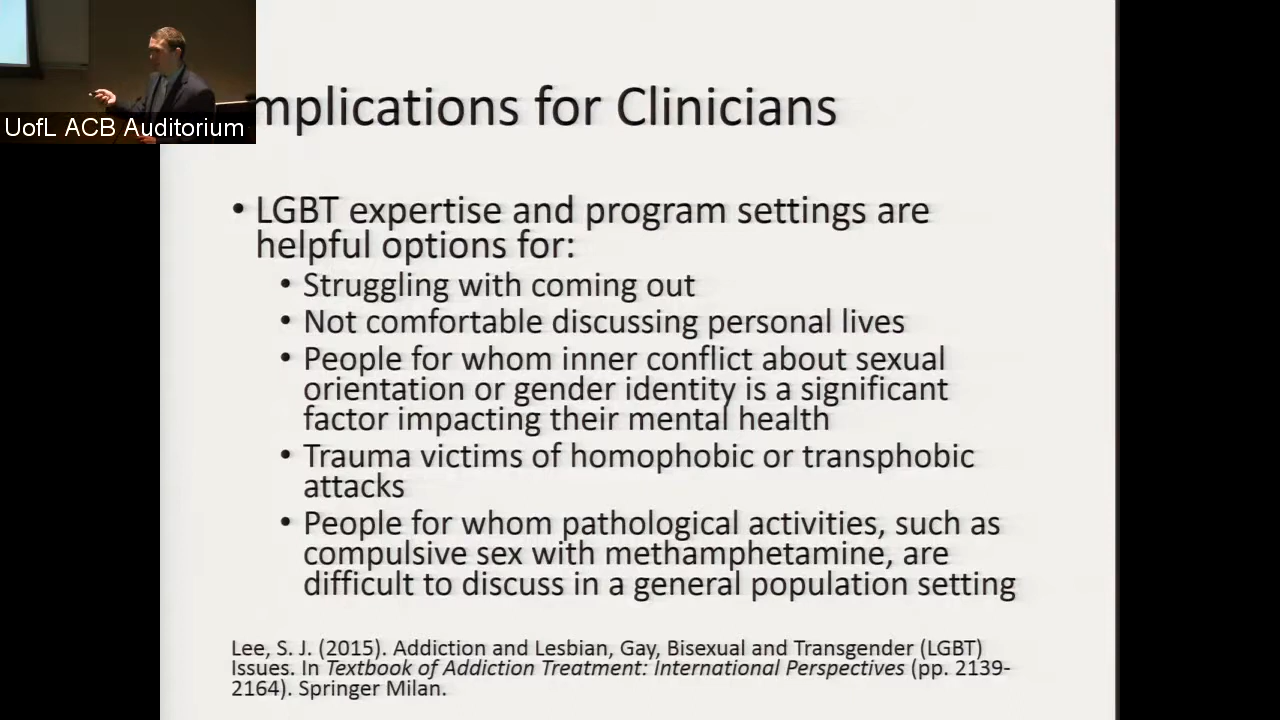 UofL ACB Auditorium
mplications for Clinicians
• LGBT expertise and program settings are
helpful options for:
• Struggling with coming out
• Not comfortable discussing personal lives
• People for whom inner conflict about sexual
orientation or gender identity is a significant
factor impacting their mental health
• Trauma victims of homophobic or transphobic
attacks
• People for whom pathological activities, such as
compulsive sex with methamphetamine, are
difficult to discuss in a general population setting
Lee, S. J. (2015). Addiction and Lesbian, Gay, Bisexual and Transgender (LGBT)
Issues. In Textbook of Addiction Treatment: International Perspectives (pp. 2139-
2164). Springer Milan.